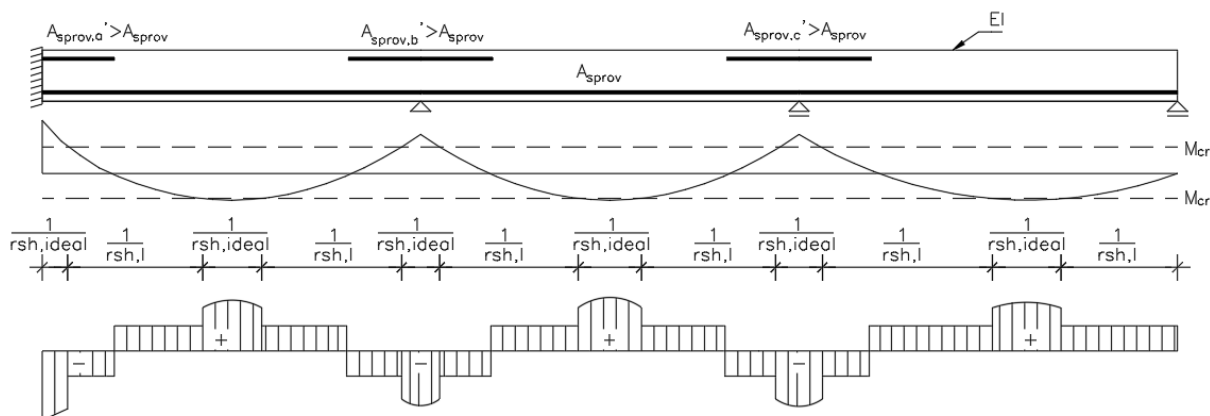 Asprov,a'>Asprov Asprov,b'>Asprov Asprov,c'>Asprov EI
Asprov
Mcr
Mcr
1/rsh,ideal 1/rsh,I 1/rsh,ideal 1/rsh,I 1/rsh,ideal 1/rsh,I 1/rsh,ideal 1/rsh,I 1/rsh,ideal 1/rsh,I 1/rsh,ideal 1/rsh,I
+ + +
− − −